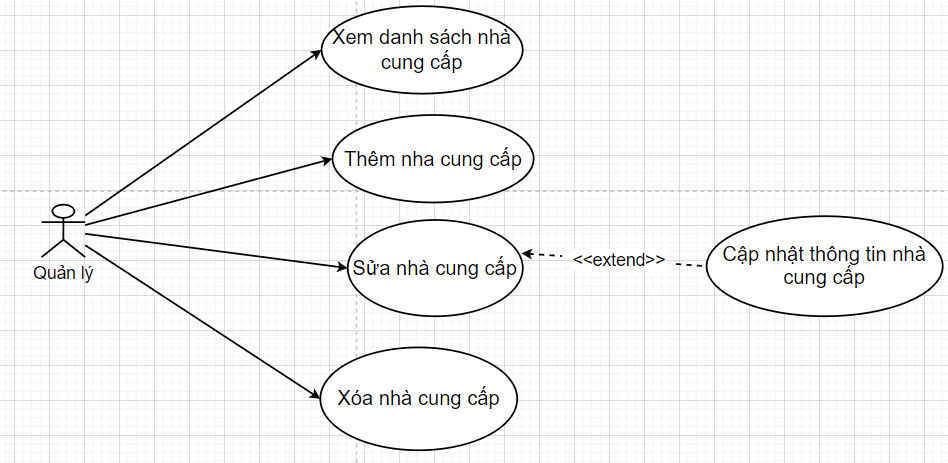 Xem danh sách nhà
cung cấp
Thêm nha cung cấp
Quản lý
Sửa nhà cung cấp
<<extend>>
Cập nhật thông tin nhà
cung cấp
Xóa nhà cung cấp